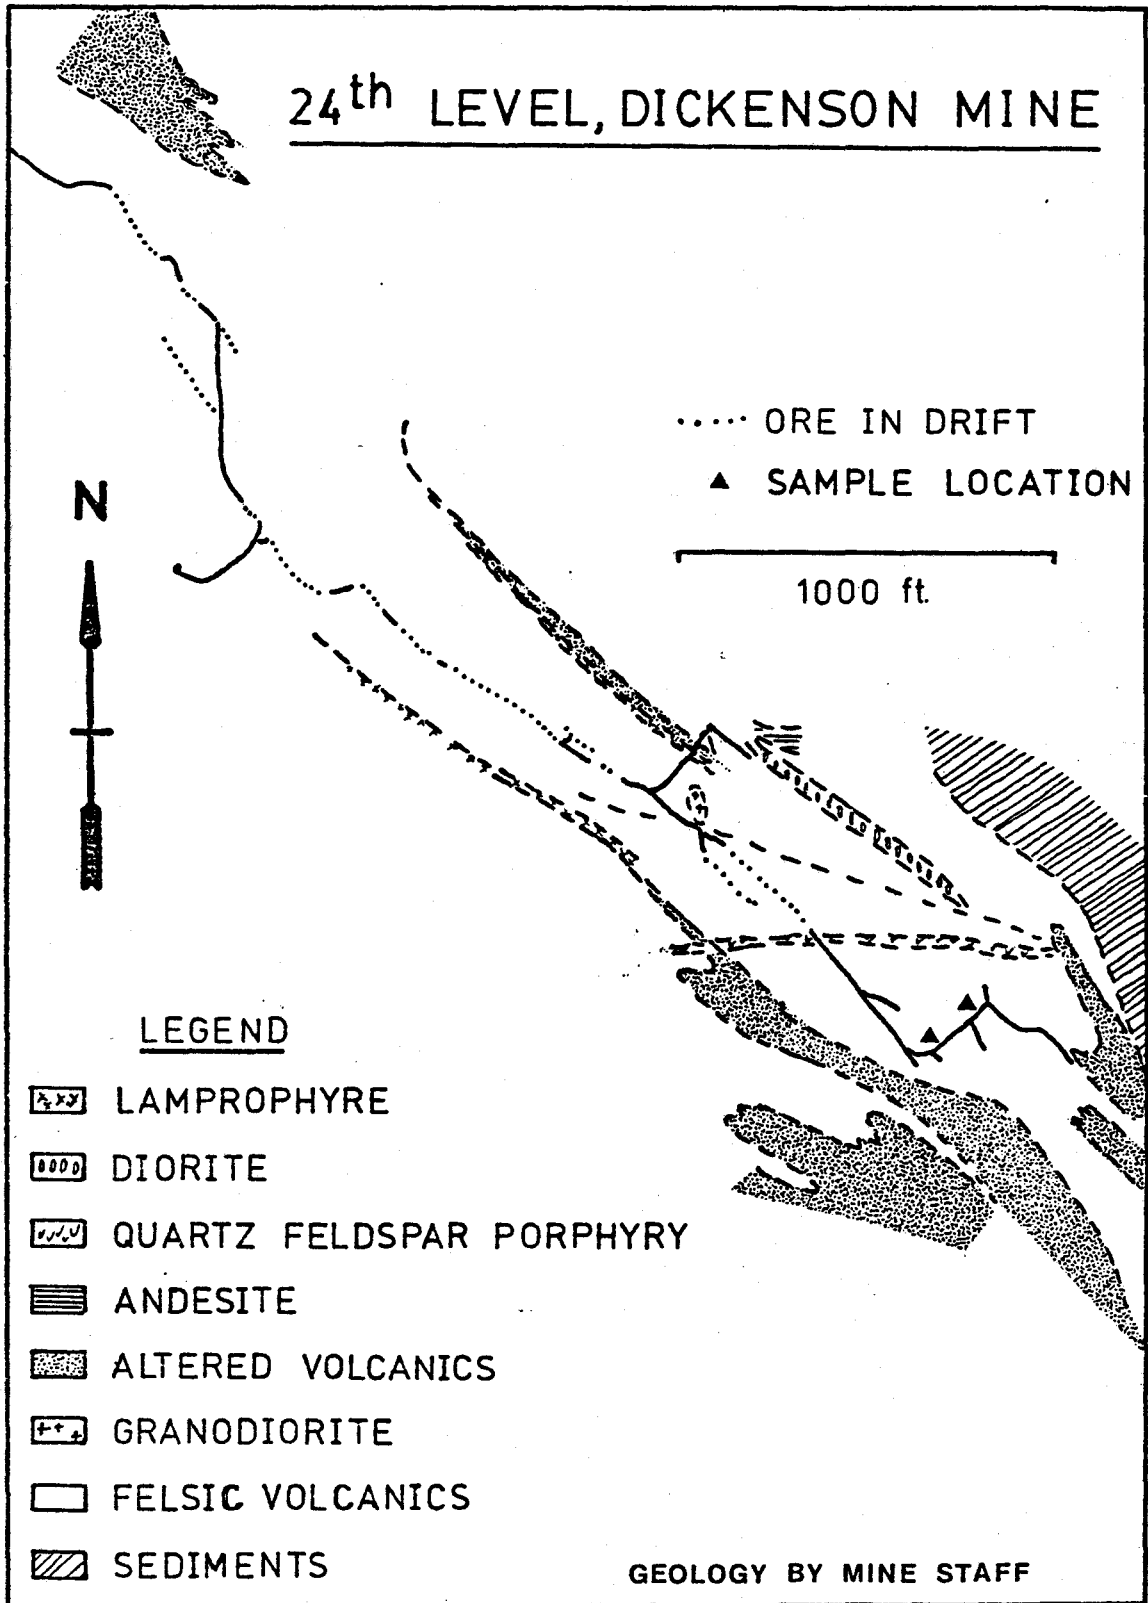 24th LEVEL, DICKENSON MINE
ORE IN DRIFT
SAMPLE LOCATION
N
1000 ft.
LEGEND
LAMPROPHYRE
DIORITE
QUARTZ FELDSPAR PORPHYRY
ANDESITE
ALTERED VOLCANICS
GRANODIORITE
FELSIC VOLCANICS
SEDIMENTS
GEOLOGY BY MINE STAFF